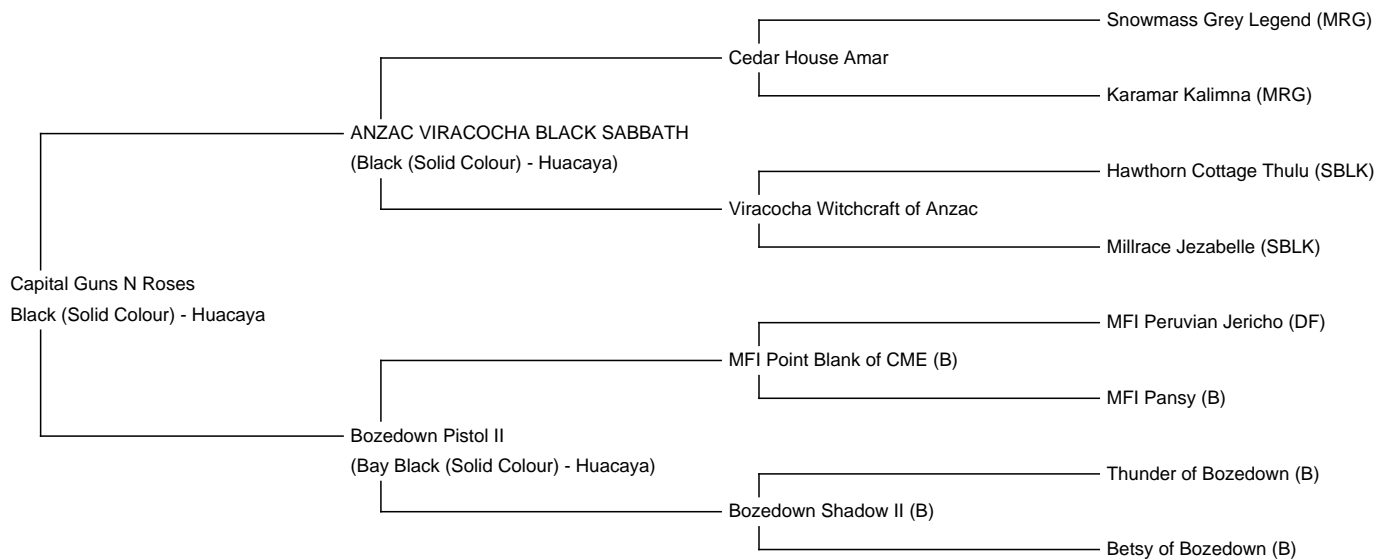 Snowmass Grey Legend (MRG)
Cedar House Amar
Karamar Kalimna (MRG)
ANZAC VIRACOCHA BLACK SABBATH
(Black (Solid Colour) - Huacaya)
Hawthorn Cottage Thulu (SBLK)
Viracocha Witchcraft of Anzac
Millrace Jezabelle (SBLK)
Capital Guns N Roses
Black (Solid Colour) - Huacaya
MFI Peruvian Jericho (DF)
MFI Point Blank of CME (B)
MFI Pansy (B)
Bozedown Pistol II
(Bay Black (Solid Colour) - Huacaya)
Thunder of Bozedown (B)
Bozedown Shadow II (B)
Betsy of Bozedown (B)